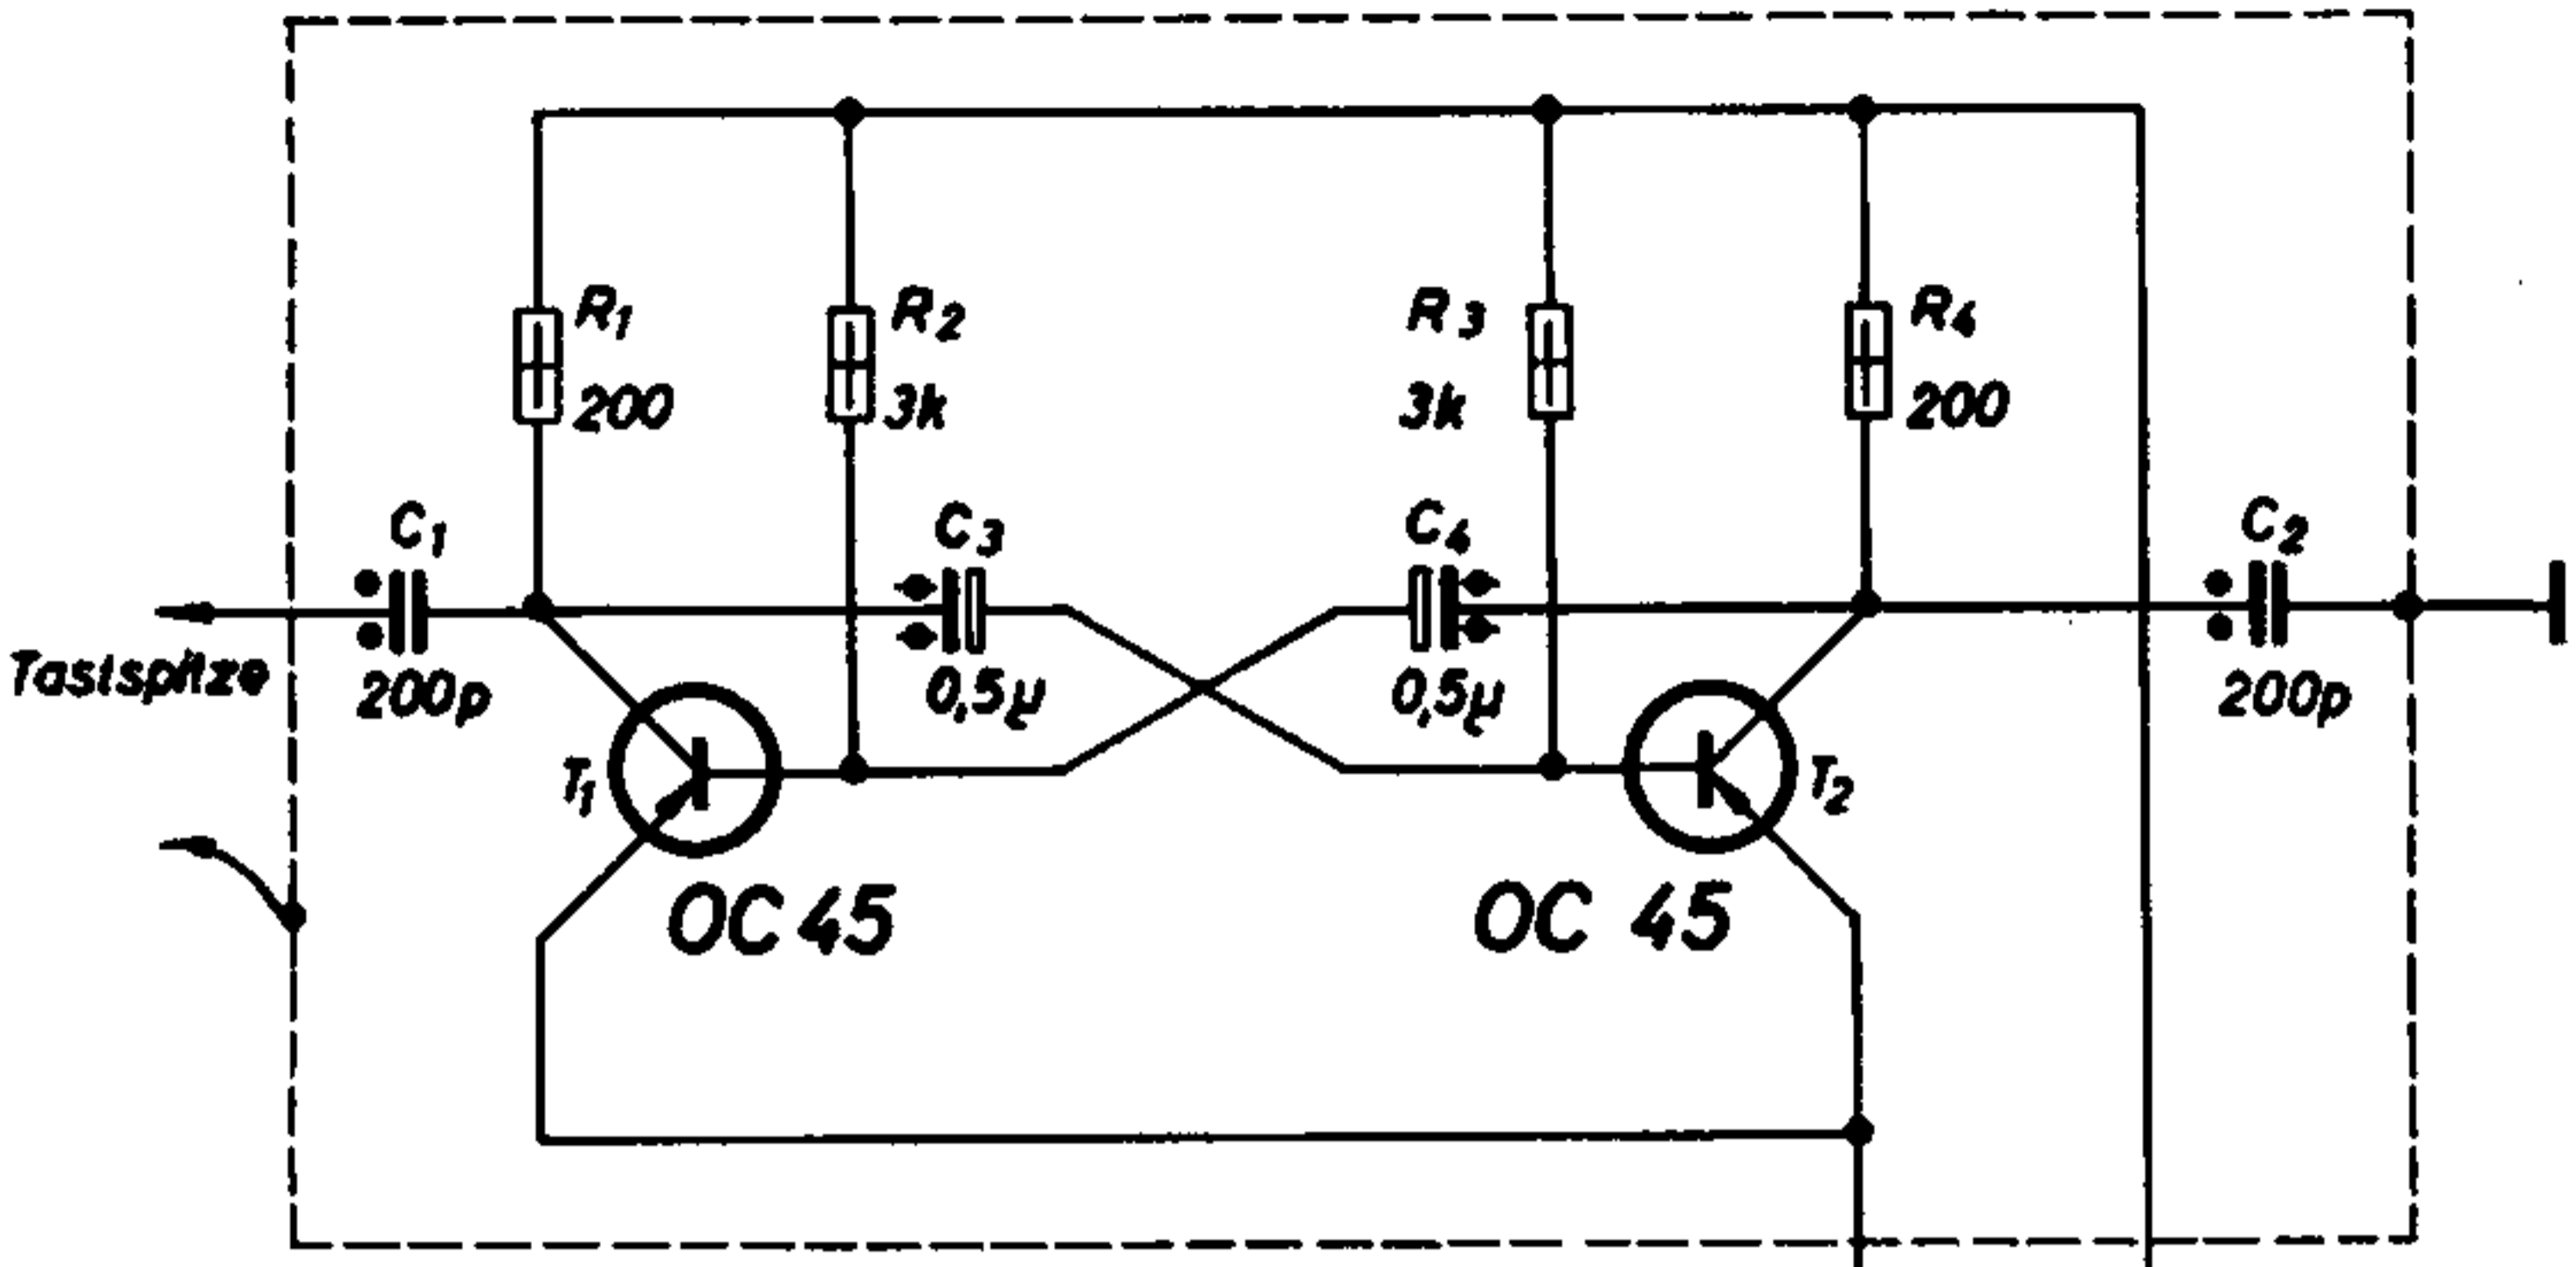 R1
200
R2
3k
R3
3k
R4
200
C1
200p
C3
0,5µ
C4
0,5µ
C2
200p
Tastspitze
T1
OC 45
T2
OC 45